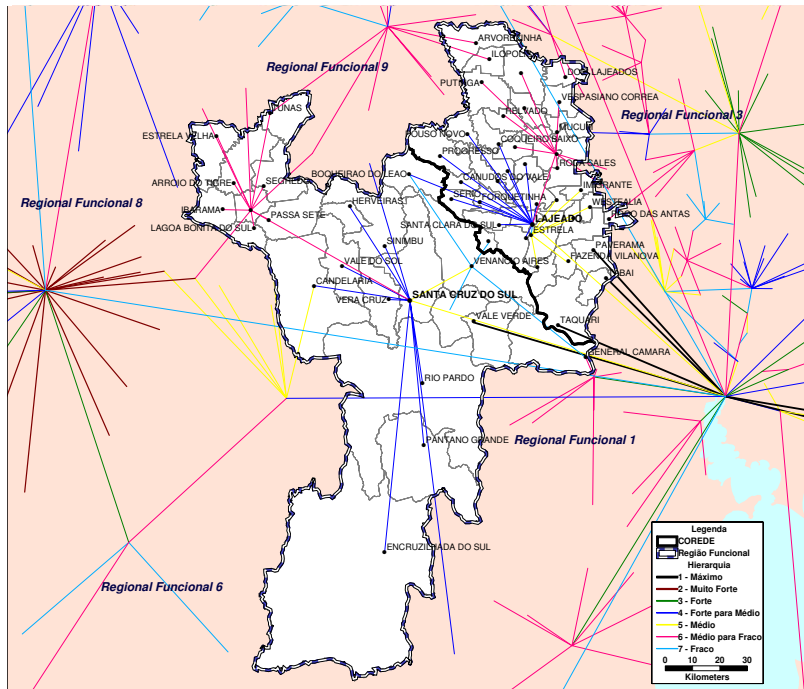 ARVOREZINHA
ILOPOLIS
Regional Funcional 9
DOIS LAJEADOS
PUTINGA
VESPASIANO CORREA
TUNAS
RELVADO
Regional Funcional 3
ESTRELA VELHA
POUSO NOVO
MUCUM
COQUEIRO BAIXO
PROGRESSO
ROCA SALES
BOQUEIRAO DO LEAO
CANUDOS DO VALE
ARROIO DO TIGRE
SEGREDO
IMIGRANTE
SERIO
FORQUETINHA
HERVEIRAS
WESTFALIA
Regional Funcional 8
IBARAMA
PASSA SETE
POCO DAS ANTAS
LAJEADO
LAGOA BONITA DO SUL
SANTA CLARA DO SUL
ESTRELA
SINIMBU
PAVERAMA
VALE DO SOL
VENANCIO AIRES
FAZENDA VILANOVA
TABAI
CANDELARIA
VERA CRUZ
SANTA CRUZ DO SUL
VALE VERDE
TAQUARI
GENERAL CAMARA
RIO PARDO
PANTANO GRANDE
Regional Funcional 1
ENCRUZILHADA DO SUL
Regional Funcional 6
Legenda
COREDE
Região Funcional
Hierarquia
1 - Máximo
2 - Muito Forte
3 - Forte
4 - Forte para Médio
5 - Médio
6 - Médio para Fraco
7 - Fraco
0 10 20 30
Kilometers